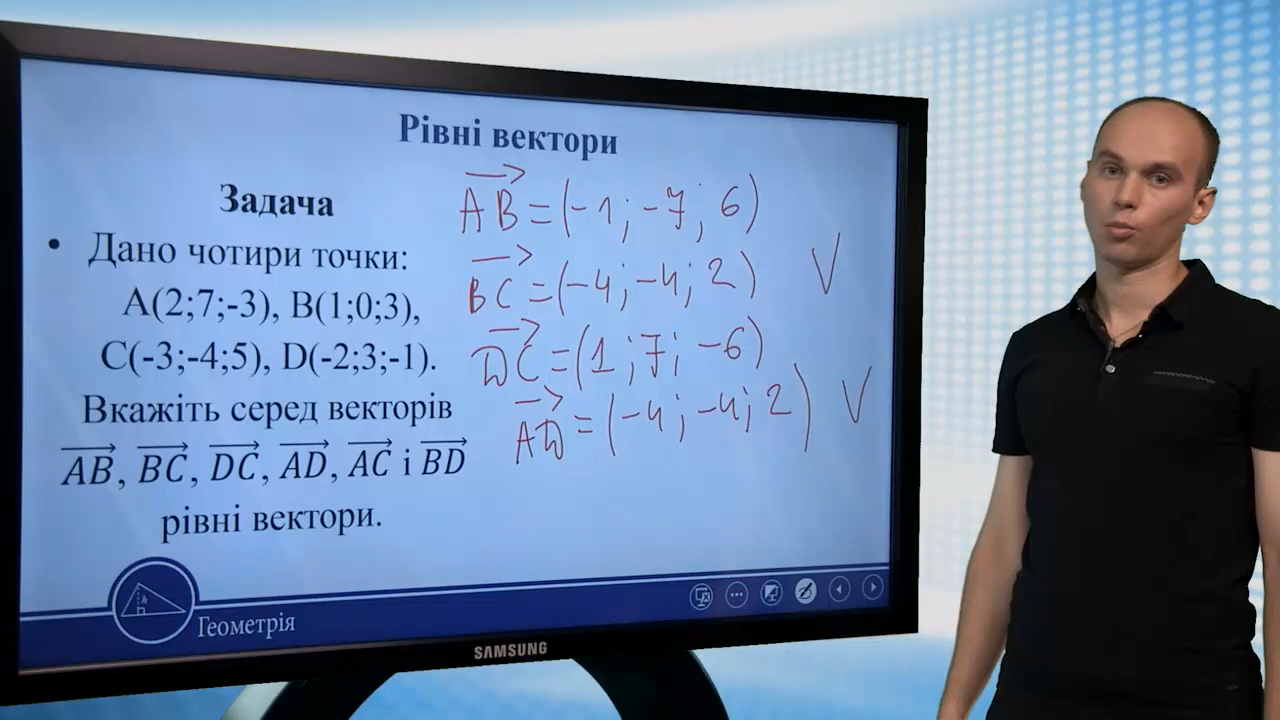 Рівні вектори
Задача
• Дано чотири точки:
A(2;7;-3), B(1;0;3),
C(-3;-4;5), D(-2;3;-1).
Вкажіть серед векторів
AB, BC, DC, AD, AC і BD
рівні вектори.
AB = (-1; -7; 6)
BC = (-4; -4; 2) V
DC = (1; 7; -6)
AD = (-4; -4; 2) V
Геометрія
SAMSUNG